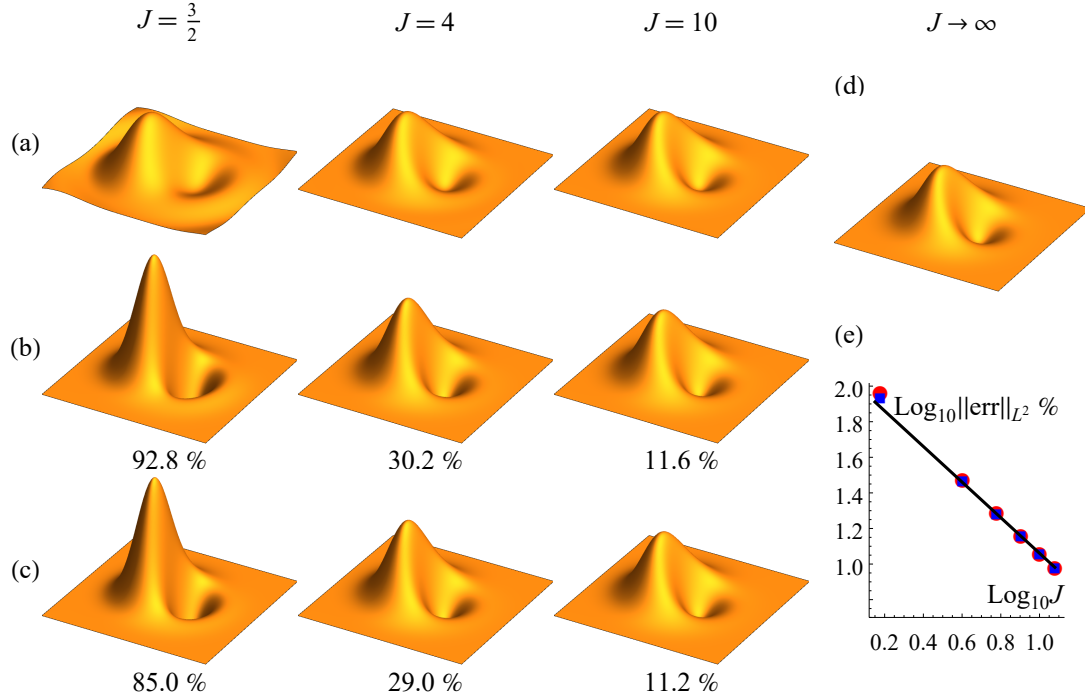 J = 3/2
J = 4
J = 10
J → ∞
(d)
(a)
(b)
(e)
92.8 %
30.2 %
11.6 %
2.0
Log₁₀||err||_L² %
1.8
1.6
1.4
1.2
1.0
Log₁₀J
0.2 0.4 0.6 0.8 1.0
(c)
85.0 %
29.0 %
11.2 %